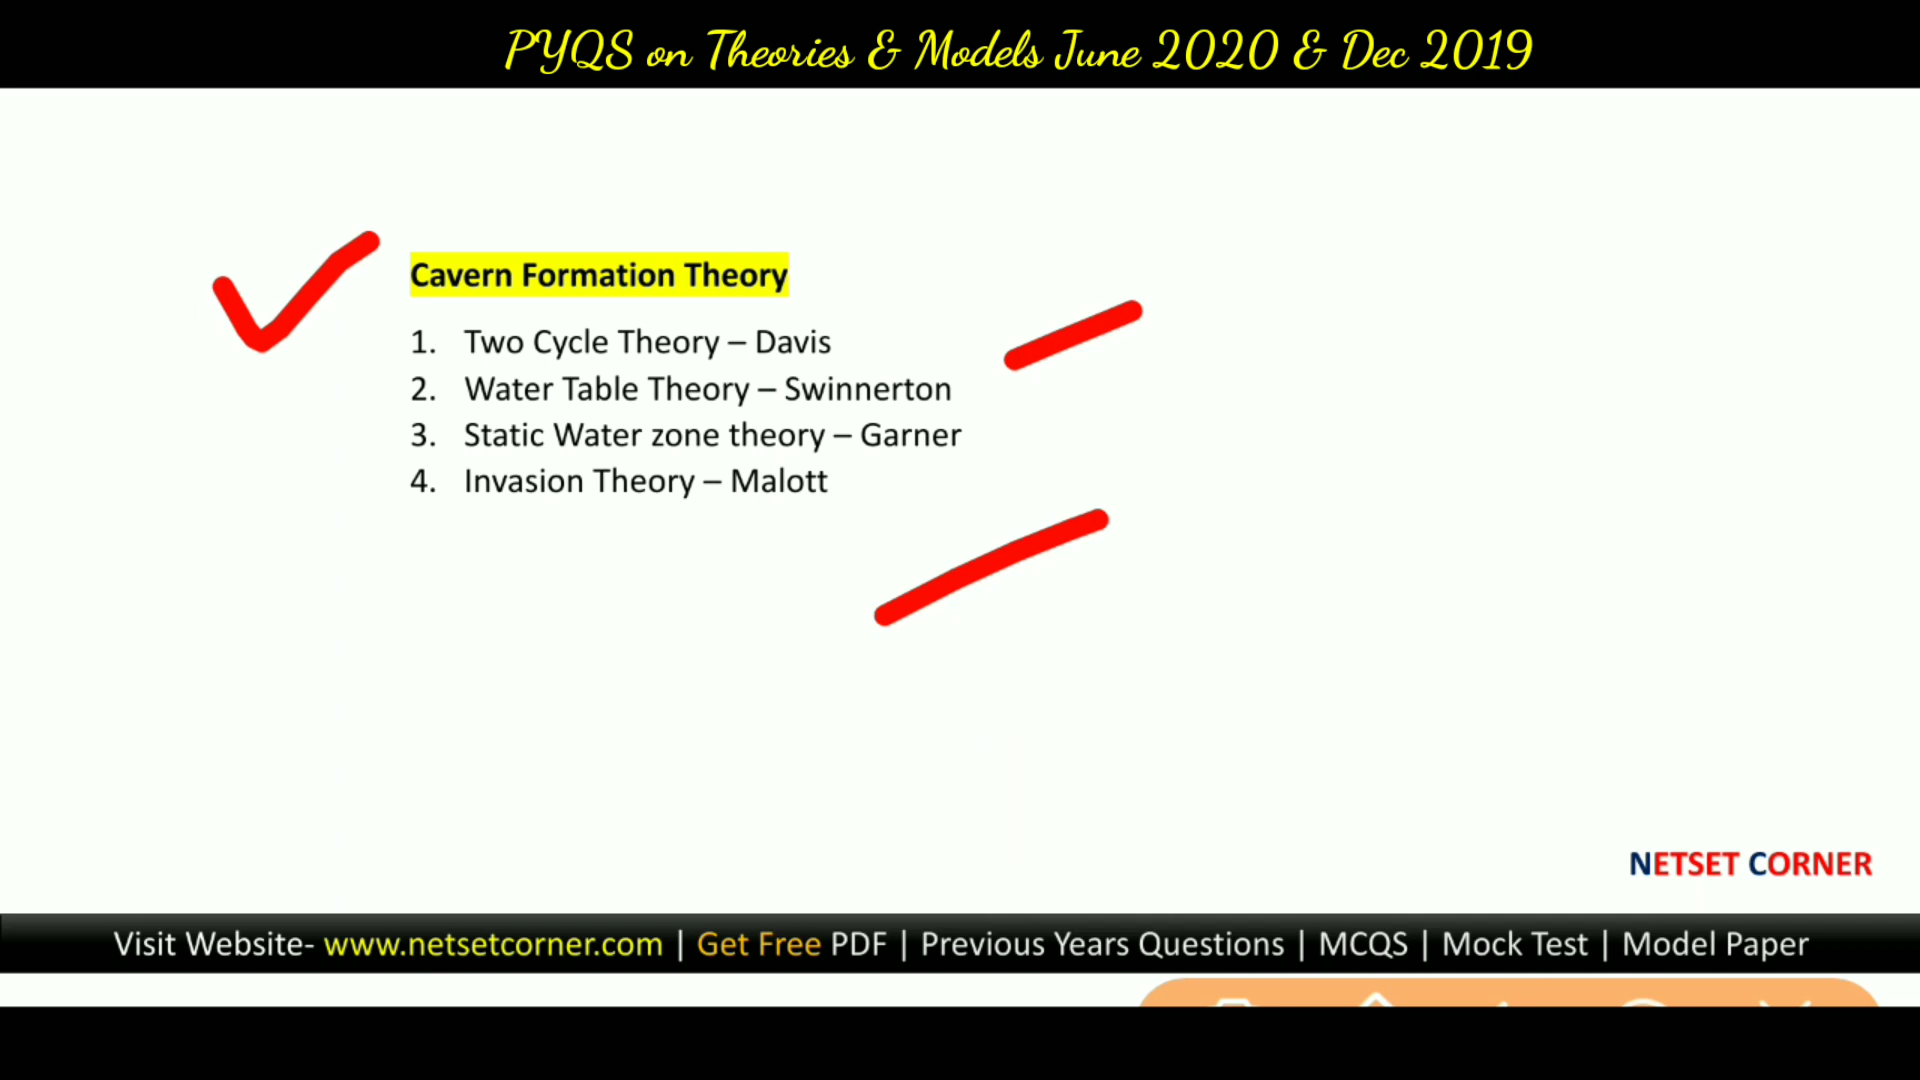 PYQS on Theories & Models June 2020 & Dec 2019
Cavern Formation Theory
1. Two Cycle Theory – Davis
2. Water Table Theory – Swinnerton
3. Static Water zone theory – Garner
4. Invasion Theory – Malott
NETSET CORNER
Visit Website- www.netsetcorner.com | Get Free PDF | Previous Years Questions | MCQS | Mock Test | Model Paper